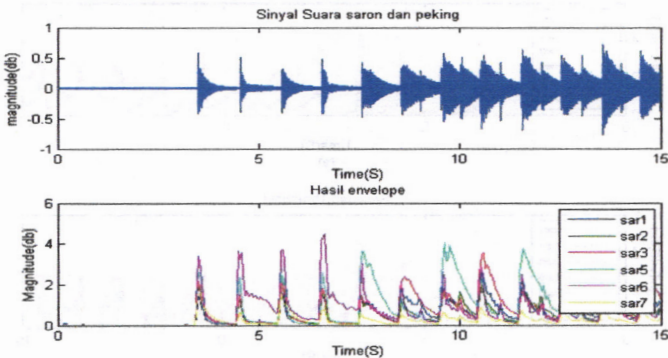 Sinyal Suara saron dan peking
magnitude(db)
1
0.5
0
-0.5
-1
0
5
10
15
Time(S)
Hasil envelope
Magnitude(db)
6
4
2
0
sar1
sar2
sar3
sar5
sar6
sar7
0
5
10
15
Time(S)